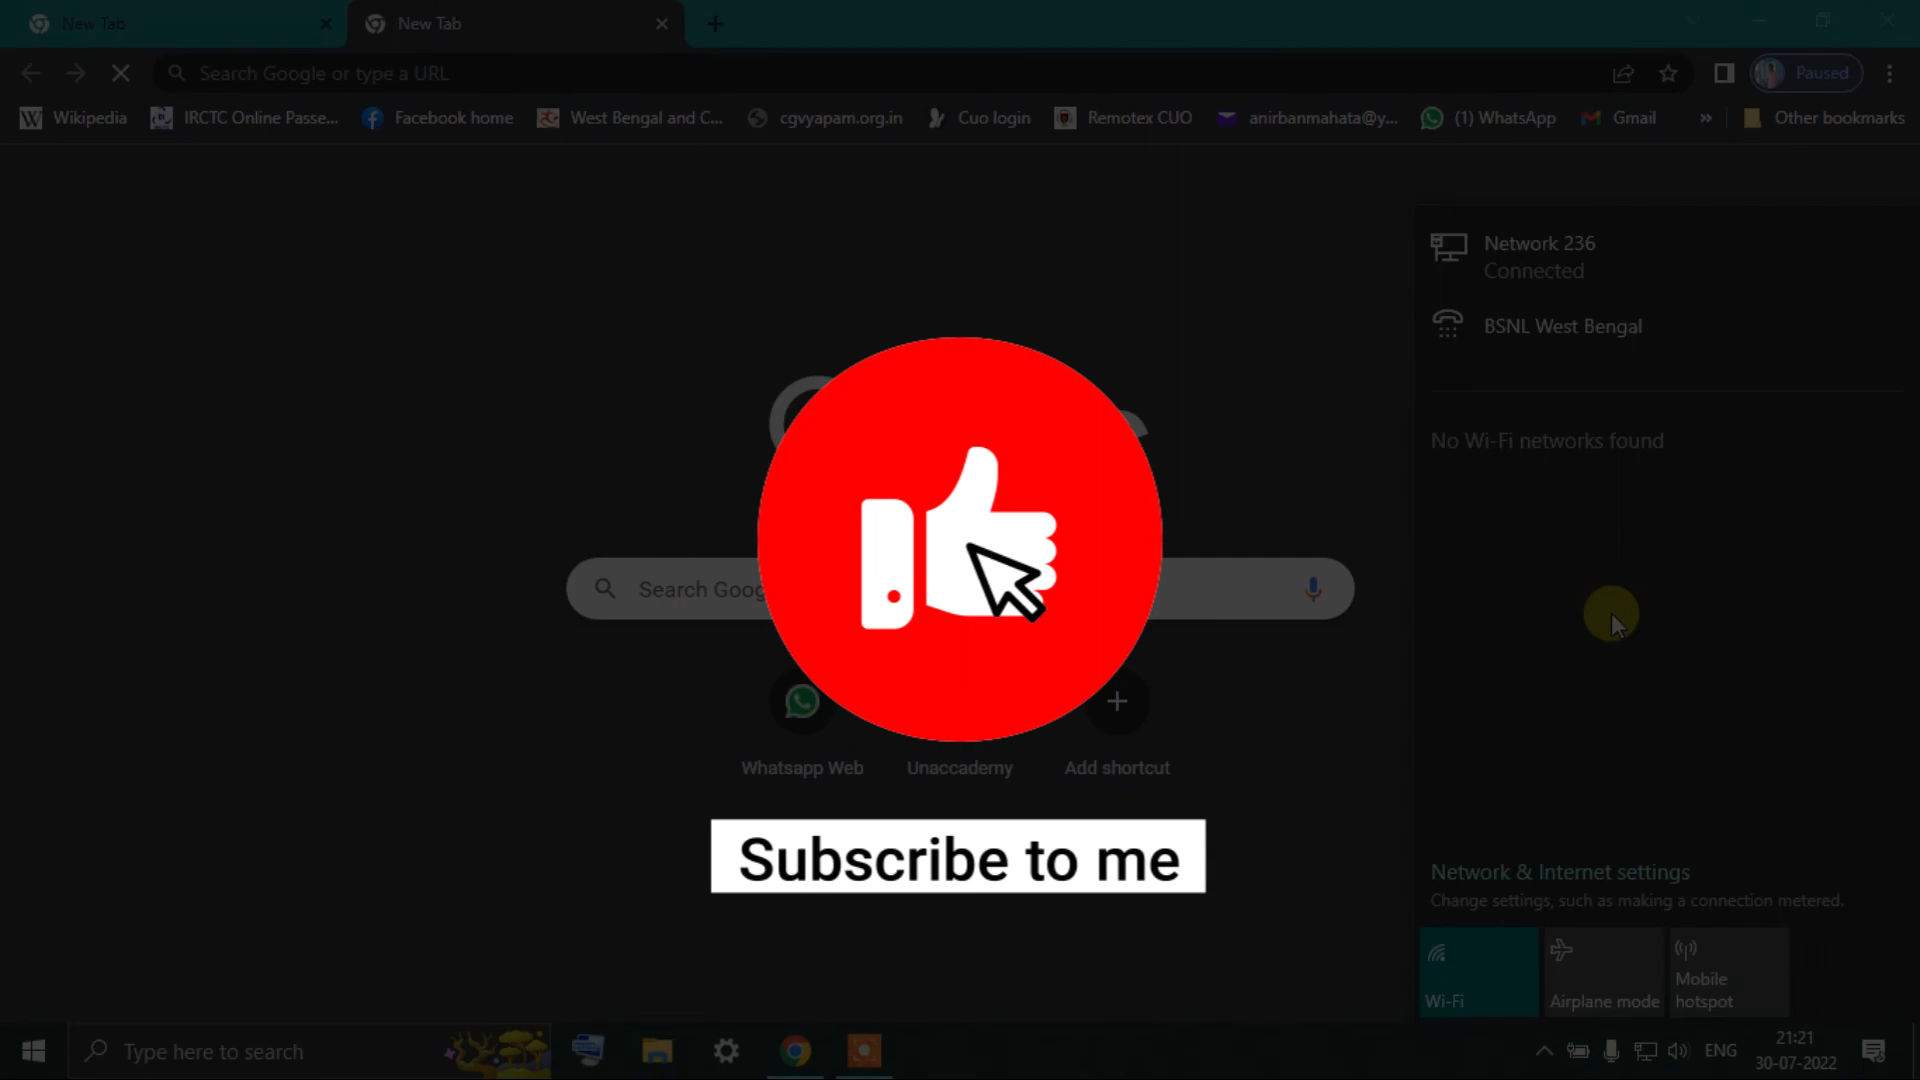 New Tab
New Tab
Search Google or type a URL
Paused
Wikipedia
IRCTC Online Passe...
Facebook home
West Bengal and C...
cgvyapam.org.in
Cuo login
Remotex CUO
anirbanmahata@y...
(1) WhatsApp
Gmail
»
Other bookmarks
Network 236
Connected
BSNL West Bengal
No Wi-Fi networks found
Search Goog
Whatsapp Web
Unaccademy
Add shortcut
Subscribe to me
Network & Internet settings
Change settings, such as making a connection metered.
Wi-Fi
Airplane mode
Mobile
hotspot
Type here to search
ENG
21:21
30-07-2022